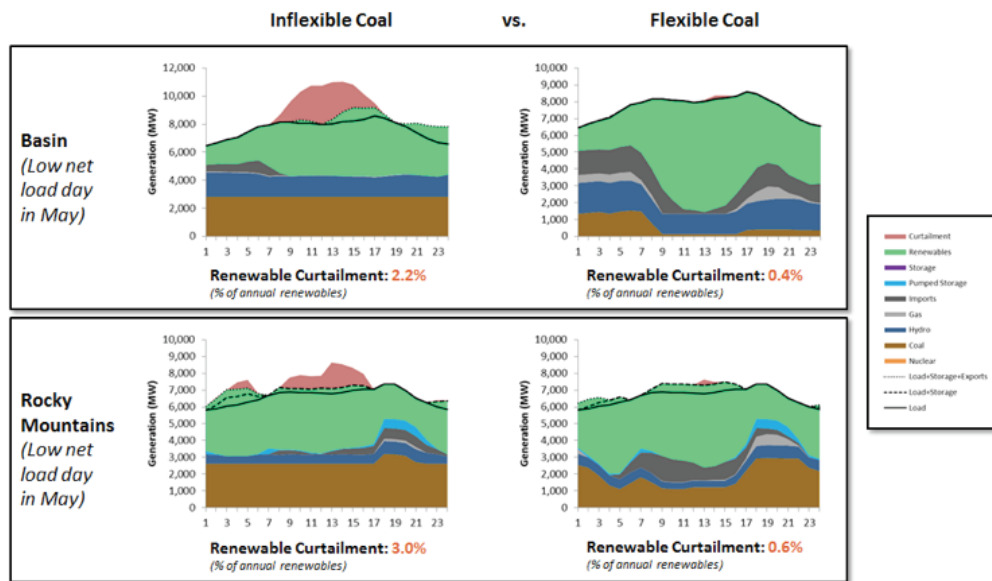 Inflexible Coal vs. Flexible Coal
Basin
(Low net
load day
in May)
Generation (MW)
12,000
10,000
8,000
6,000
4,000
2,000
0
1 3 5 7 9 11 13 15 17 19 21 23
Renewable Curtailment: 2.2%
(% of annual renewables)
Generation (MW)
10,000
9,000
8,000
7,000
6,000
5,000
4,000
3,000
2,000
1,000
0
1 3 5 7 9 11 13 15 17 19 21 23
Renewable Curtailment: 0.4%
(% of annual renewables)
Rocky
Mountains
(Low net
load day
in May)
Generation (MW)
10,000
9,000
8,000
7,000
6,000
5,000
4,000
3,000
2,000
1,000
0
1 3 5 7 9 11 13 15 17 19 21 23
Renewable Curtailment: 3.0%
(% of annual renewables)
Generation (MW)
10,000
9,000
8,000
7,000
6,000
5,000
4,000
3,000
2,000
1,000
0
1 3 5 7 9 11 13 15 17 19 21 23
Renewable Curtailment: 0.6%
(% of annual renewables)
Curtailment
Renewables
Storage
Pumped Storage
Imports
Gas
Hydro
Coal
Nuclear
Load+Storage+Exports
Load+Storage
Load